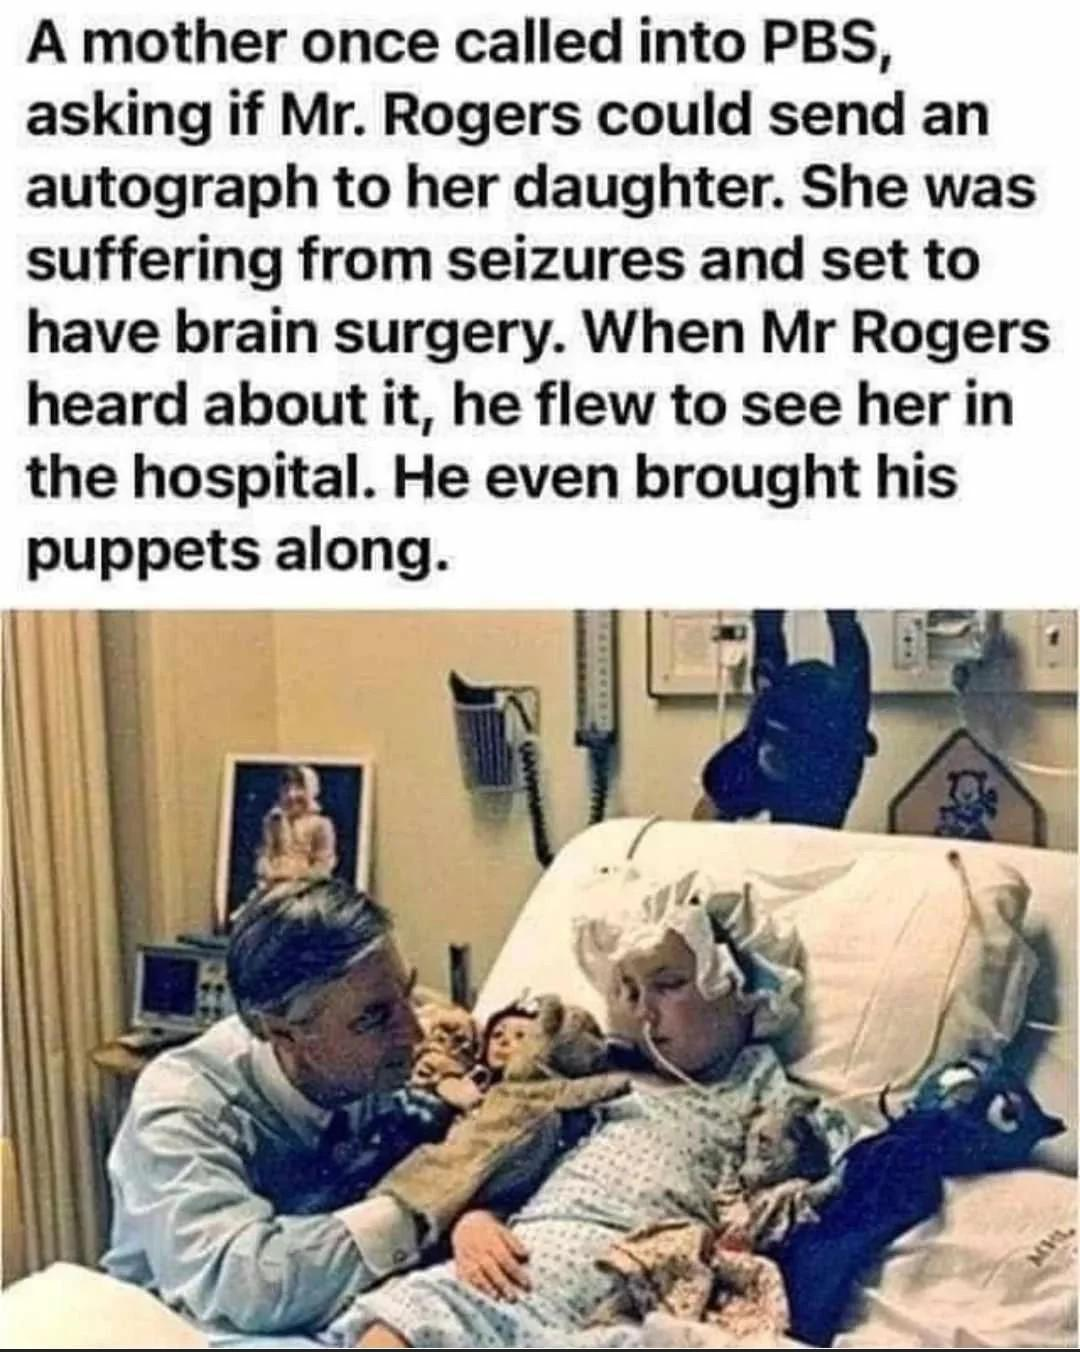 A mother once called into PBS,
asking if Mr. Rogers could send an
autograph to her daughter. She was
suffering from seizures and set to
have brain surgery. When Mr Rogers
heard about it, he flew to see her in
the hospital. He even brought his
puppets along.